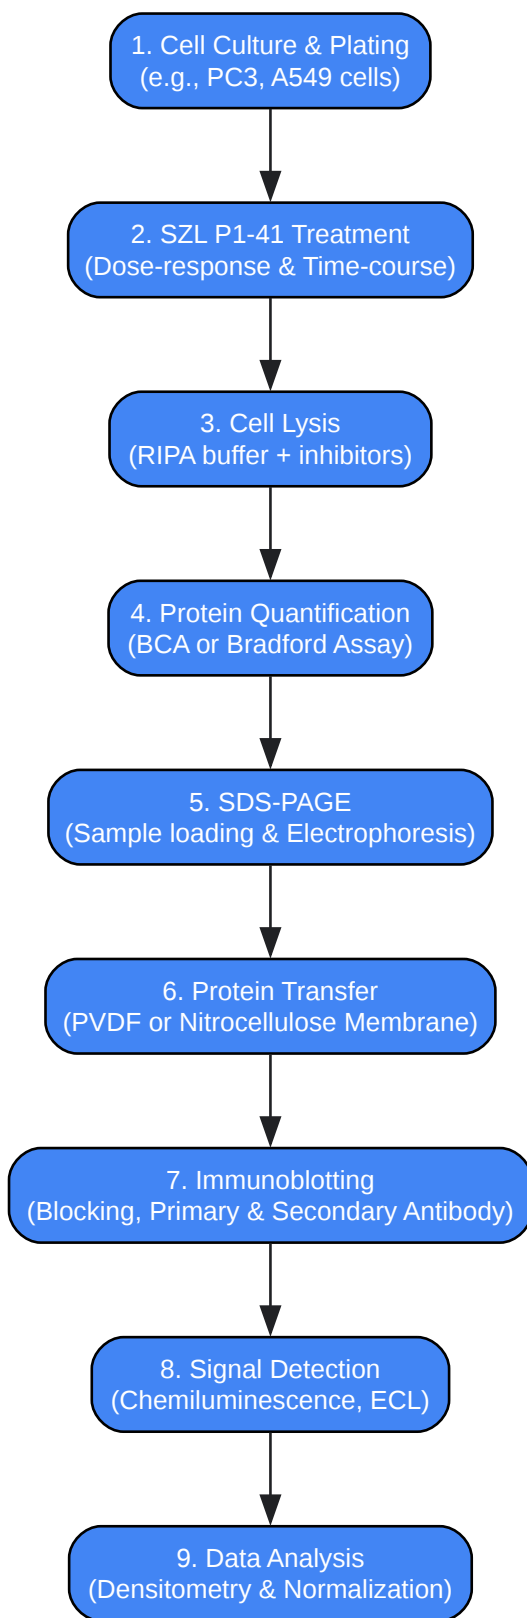 1. Cell Culture & Plating
(e.g., PC3, A549 cells)
2. SZL P1-41 Treatment
(Dose-response & Time-course)
3. Cell Lysis
(RIPA buffer + inhibitors)
4. Protein Quantification
(BCA or Bradford Assay)
5. SDS-PAGE
(Sample loading & Electrophoresis)
6. Protein Transfer
(PVDF or Nitrocellulose Membrane)
7. Immunoblotting
(Blocking, Primary & Secondary Antibody)
8. Signal Detection
(Chemiluminescence, ECL)
9. Data Analysis
(Densitometry & Normalization)